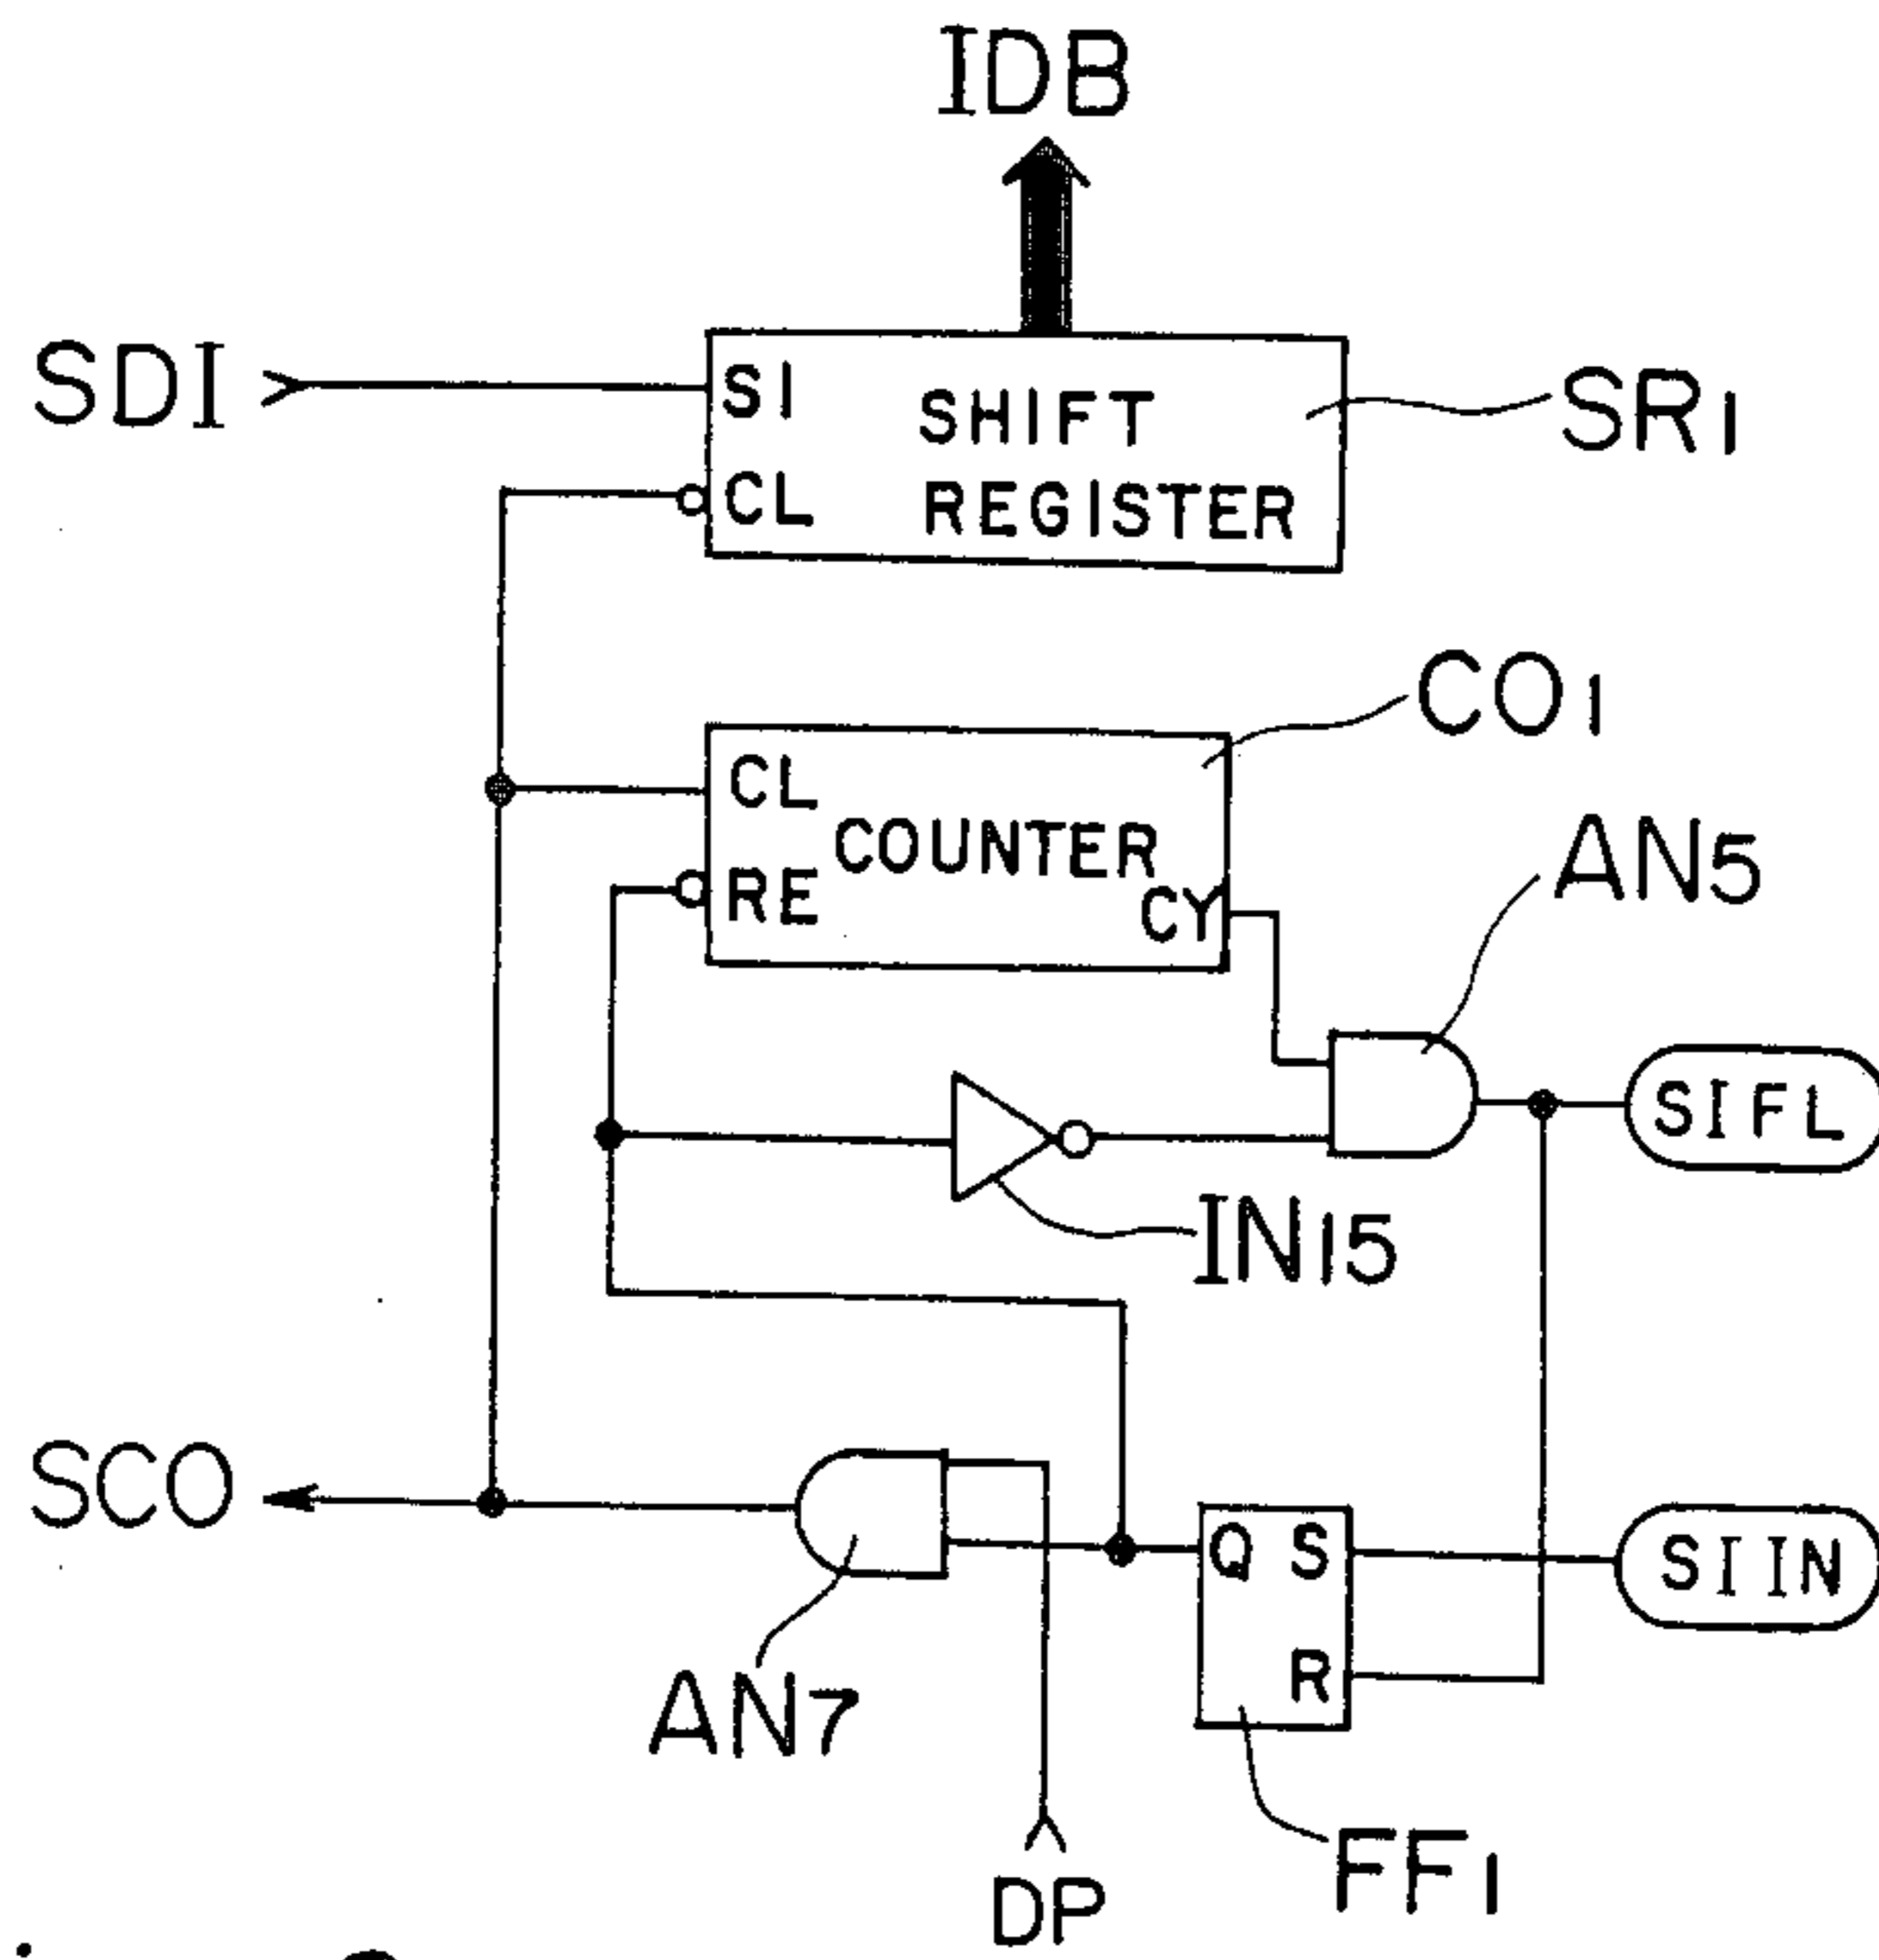 IDB
SDI
SI
SHIFT
REGISTER
CL
SR1
CO1
CL
COUNTER
RE
CY
AN5
SIFL
IN15
SCO
Q
S
R
SIIN
AN7
DP
FF1